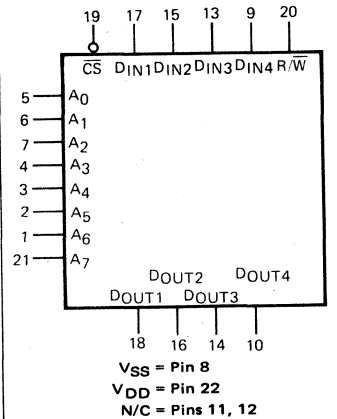 19 17 15 13 9 20
C̅S̅ DIN1 DIN2 DIN3 DIN4 R/W̅
5 A0
6 A1
7 A2
4 A3
3 A4
2 A5
1 A6
21 A7
DOUT2 DOUT4
DOUT1 DOUT3
18 16 14 10
VSS = Pin 8
VDD = Pin 22
N/C = Pins 11, 12